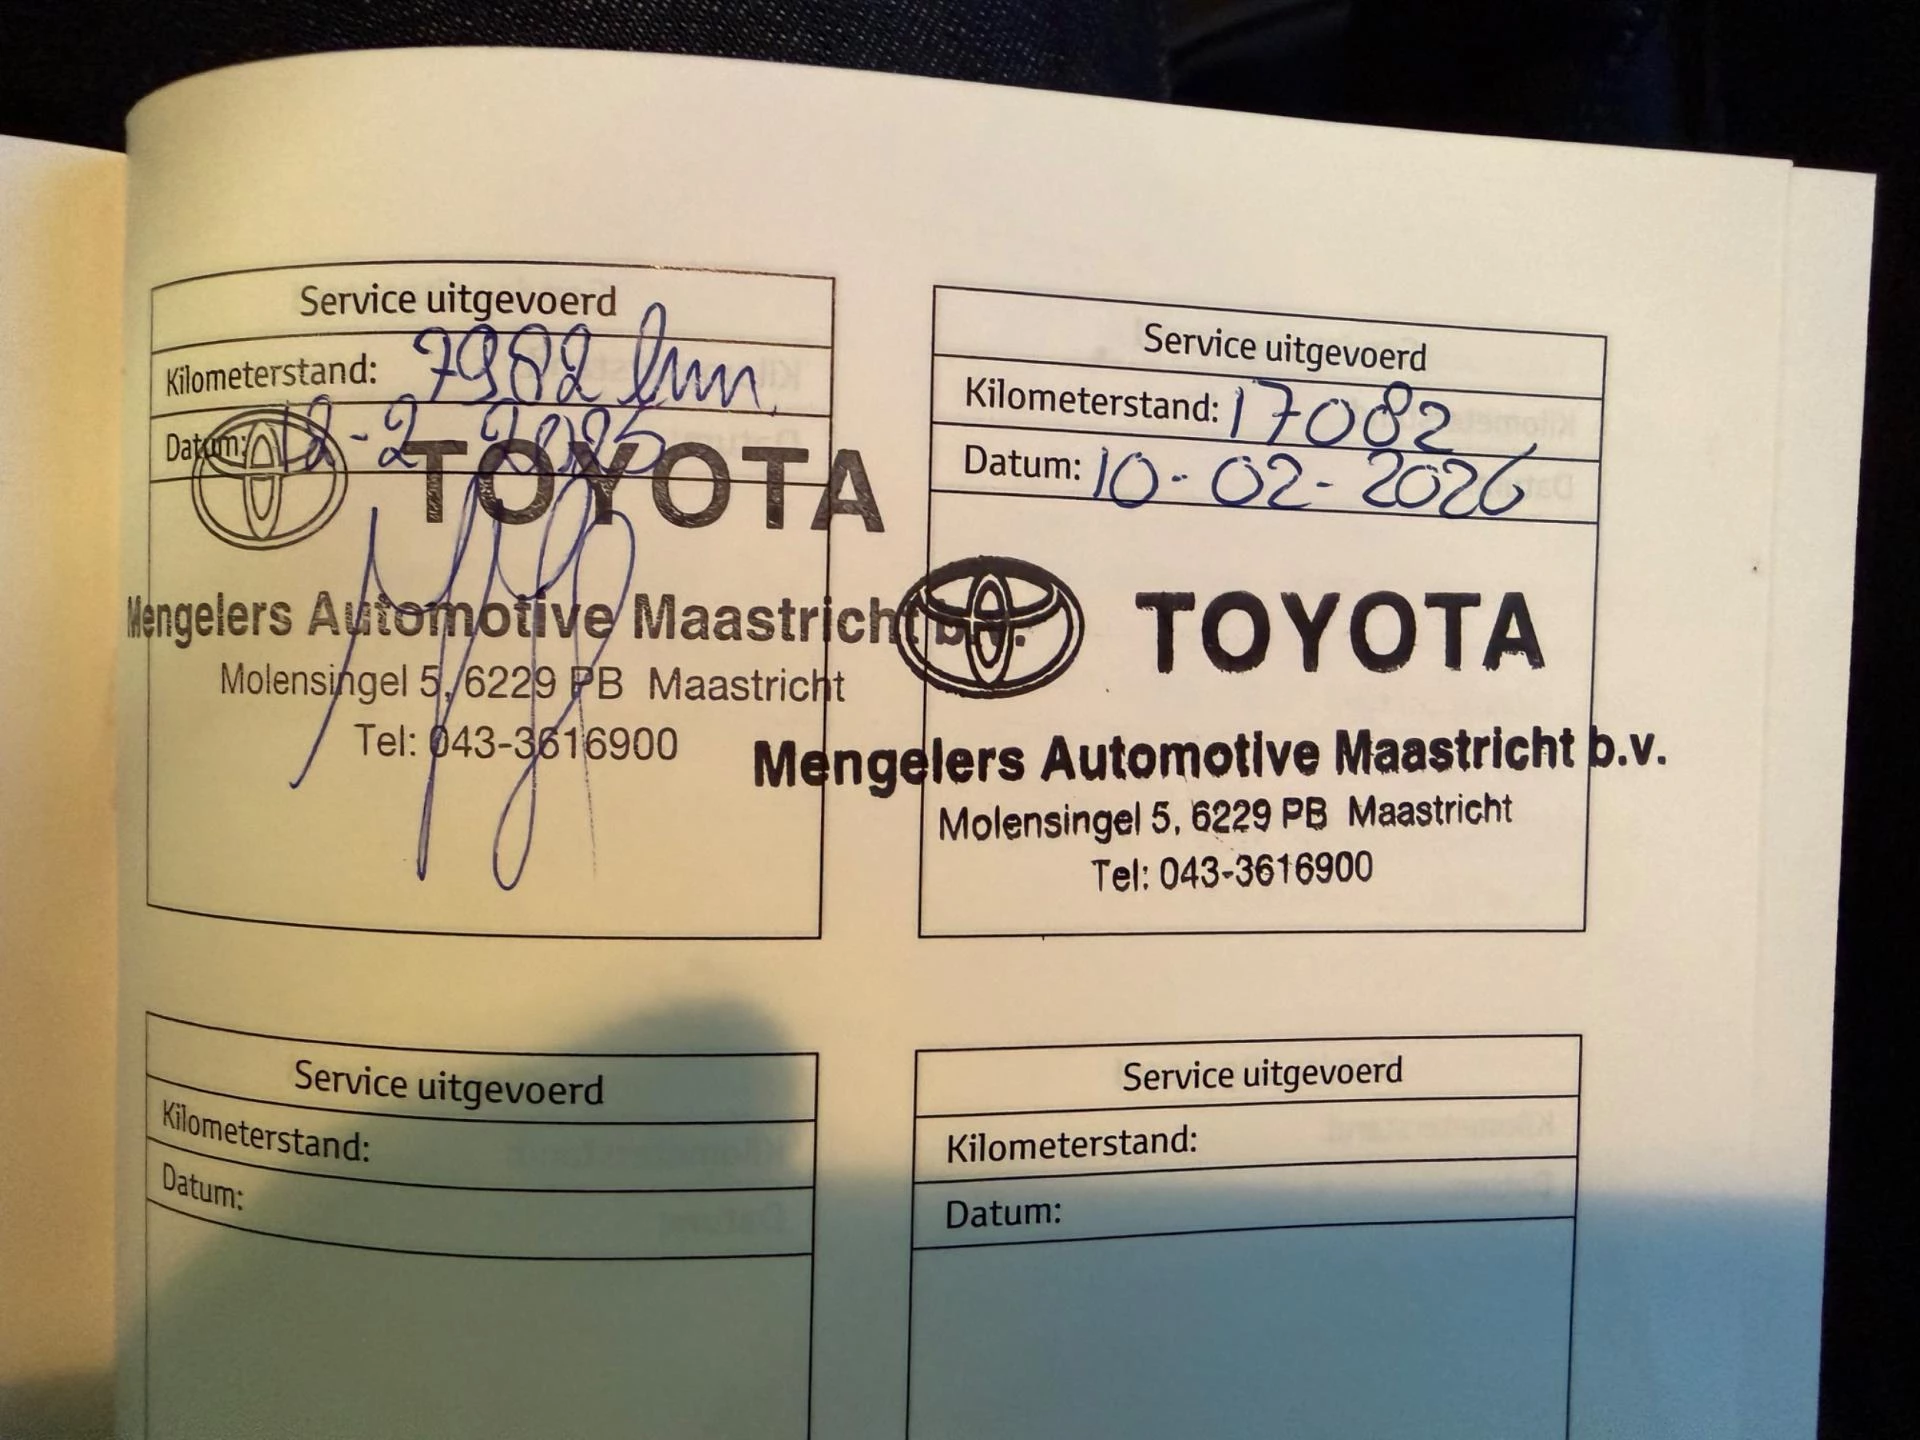 Service uitgevoerd
Kilometerstand: 7982 km
Datum: 12-2-2025
TOYOTA
Mengelers Automotive Maastricht b.v.
Molensingel 5, 6229 PB Maastricht
Tel: 043-3616900
Service uitgevoerd
Kilometerstand: 17082
Datum: 10-02-2026
TOYOTA
Mengelers Automotive Maastricht b.v.
Molensingel 5, 6229 PB Maastricht
Tel: 043-3616900
Service uitgevoerd
Kilometerstand:
Datum:
Service uitgevoerd
Kilometerstand:
Datum: